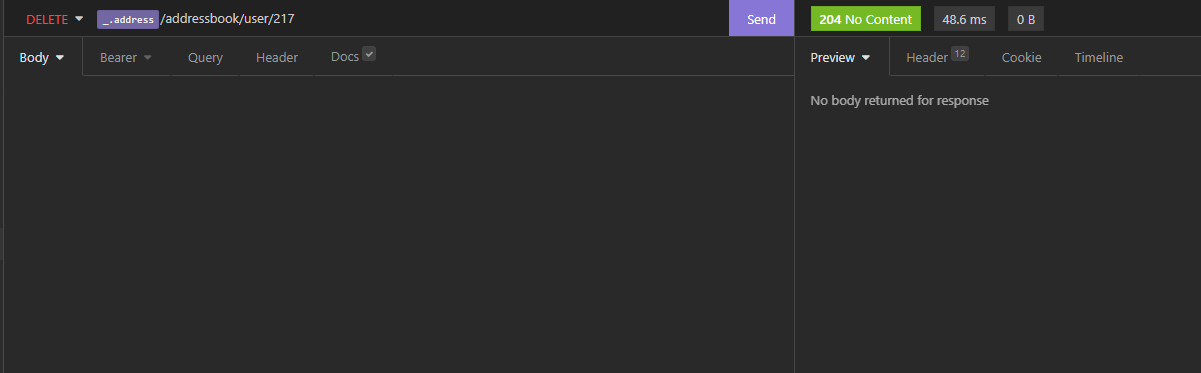 DELETE _.address/addressbook/user/217 Send 204 No Content 48.6 ms 0 B
Body Bearer Query Header Docs Preview Header 12 Cookie Timeline
No body returned for response